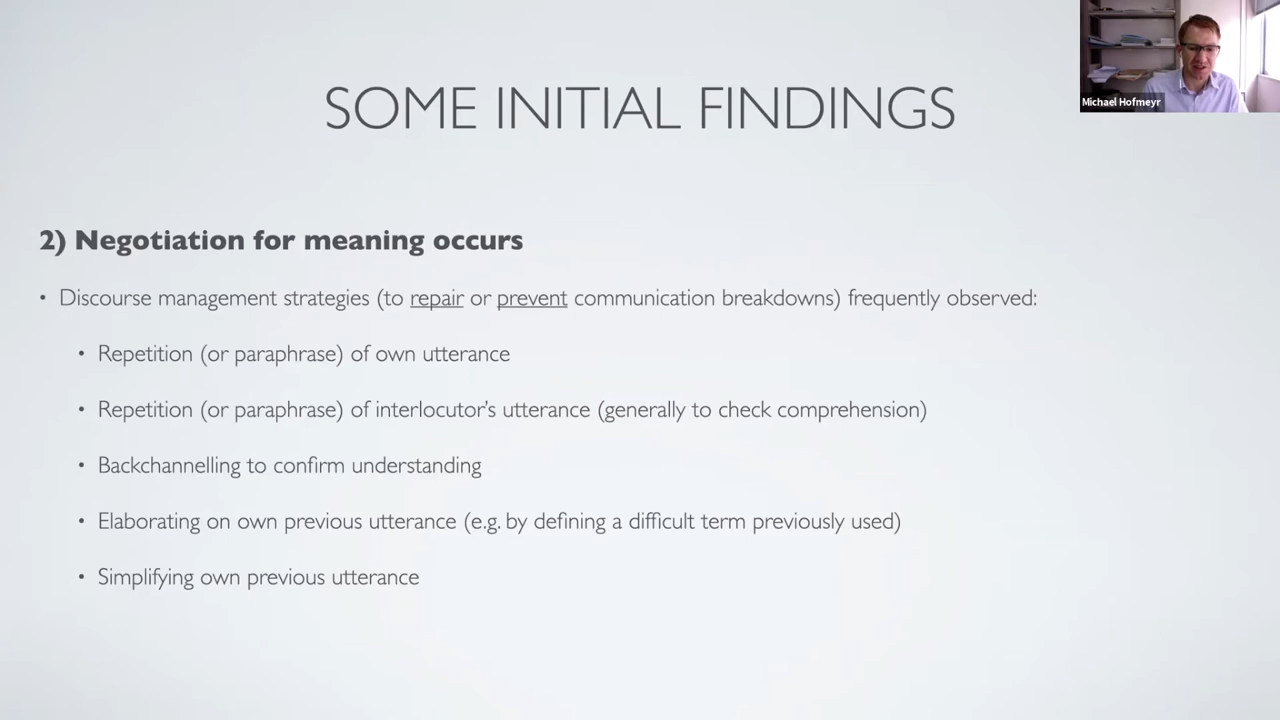 Michael Hofmeyr
SOME INITIAL FINDINGS
2) Negotiation for meaning occurs
• Discourse management strategies (to repair or prevent communication breakdowns) frequently observed:
• Repetition (or paraphrase) of own utterance
• Repetition (or paraphrase) of interlocutor's utterance (generally to check comprehension)
• Backchannelling to confirm understanding
• Elaborating on own previous utterance (e.g. by defining a difficult term previously used)
• Simplifying own previous utterance